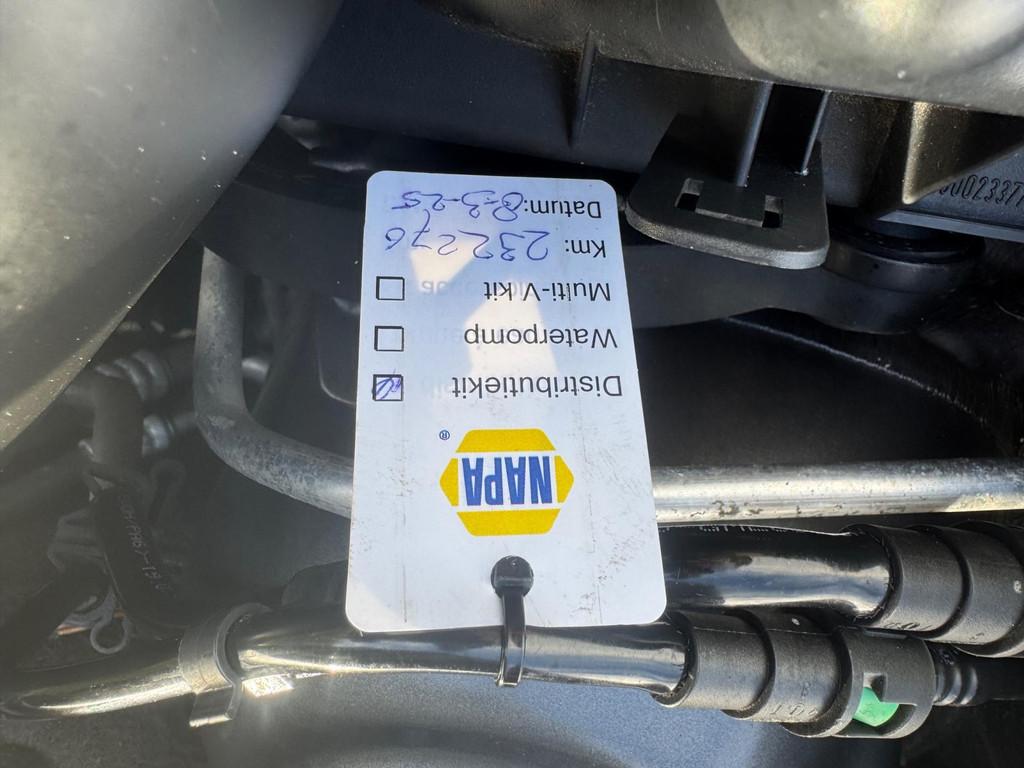 NAPA®
Distributiekit
Waterpomp
Multi-V-kit
Km: 232276
Datum: 8-3-25